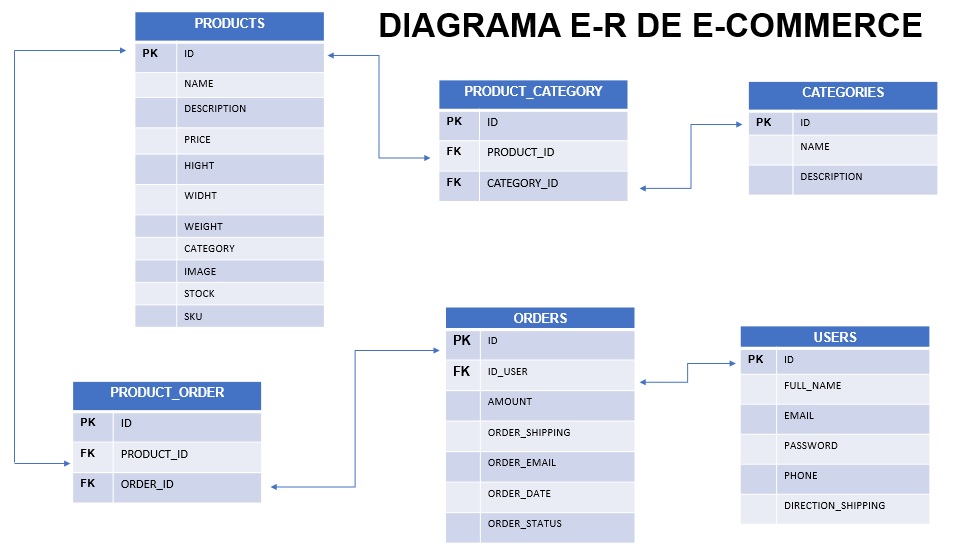 DIAGRAMA E-R DE E-COMMERCE
PRODUCTS
PK ID
NAME
DESCRIPTION
PRICE
HIGHT
WIDHT
WEIGHT
CATEGORY
IMAGE
STOCK
SKU
PRODUCT_CATEGORY
PK ID
FK PRODUCT_ID
FK CATEGORY_ID
CATEGORIES
PK ID
NAME
DESCRIPTION
PRODUCT_ORDER
PK ID
FK PRODUCT_ID
FK ORDER_ID
ORDERS
PK ID
FK ID_USER
AMOUNT
ORDER_SHIPPING
ORDER_EMAIL
ORDER_DATE
ORDER_STATUS
USERS
PK ID
FULL_NAME
EMAIL
PASSWORD
PHONE
DIRECTION_SHIPPING